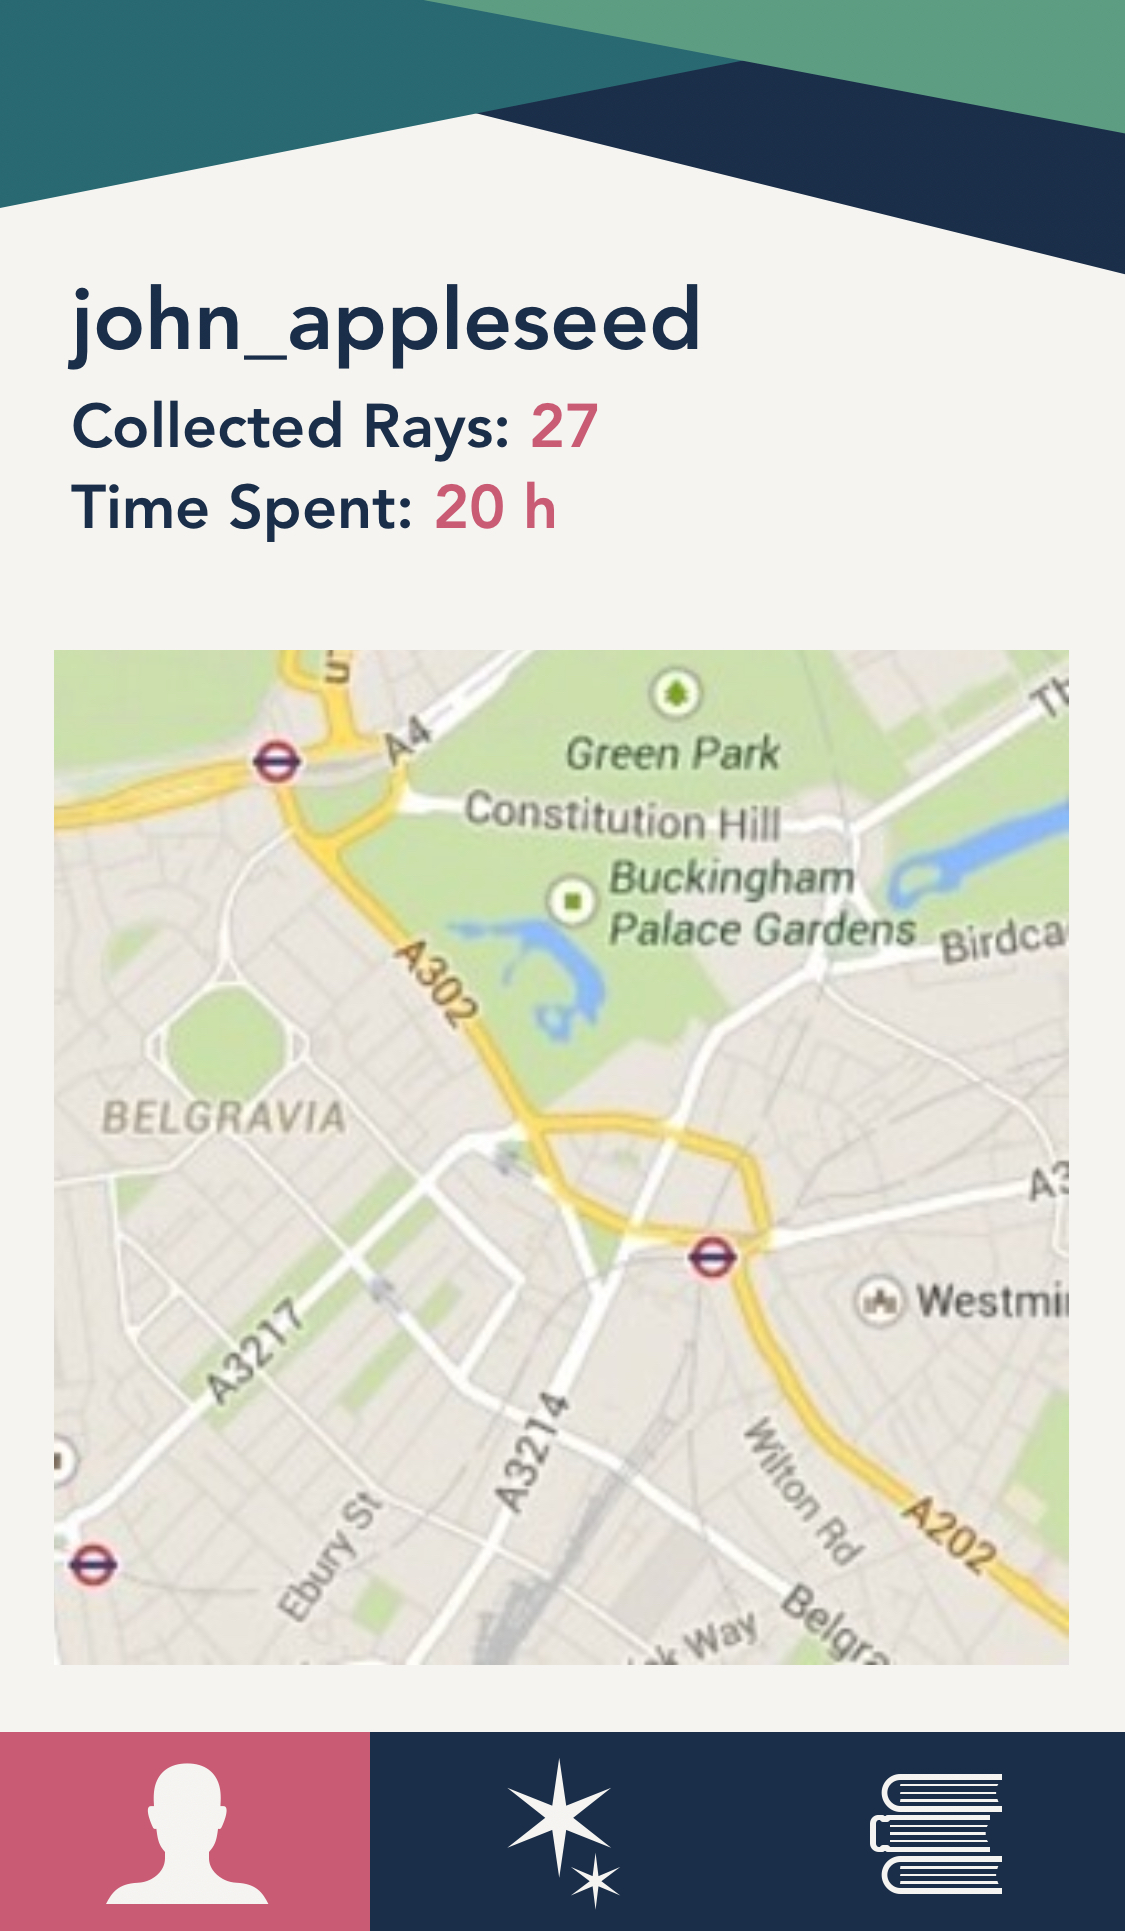 john_appleseed
Collected Rays: 27
Time Spent: 20 h
A4
Green Park
Constitution Hill
Buckingham
Palace Gardens
Birdca
A302
BELGRAVIA
A3
Westmi
A3217
A3214
Wilton Rd
A202
Ebury St
Belgra
Way